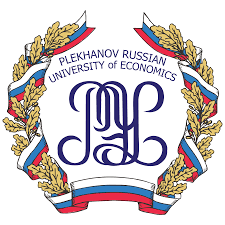 PLEKHANOV RUSSIAN
UNIVERSITY of ECONOMICS